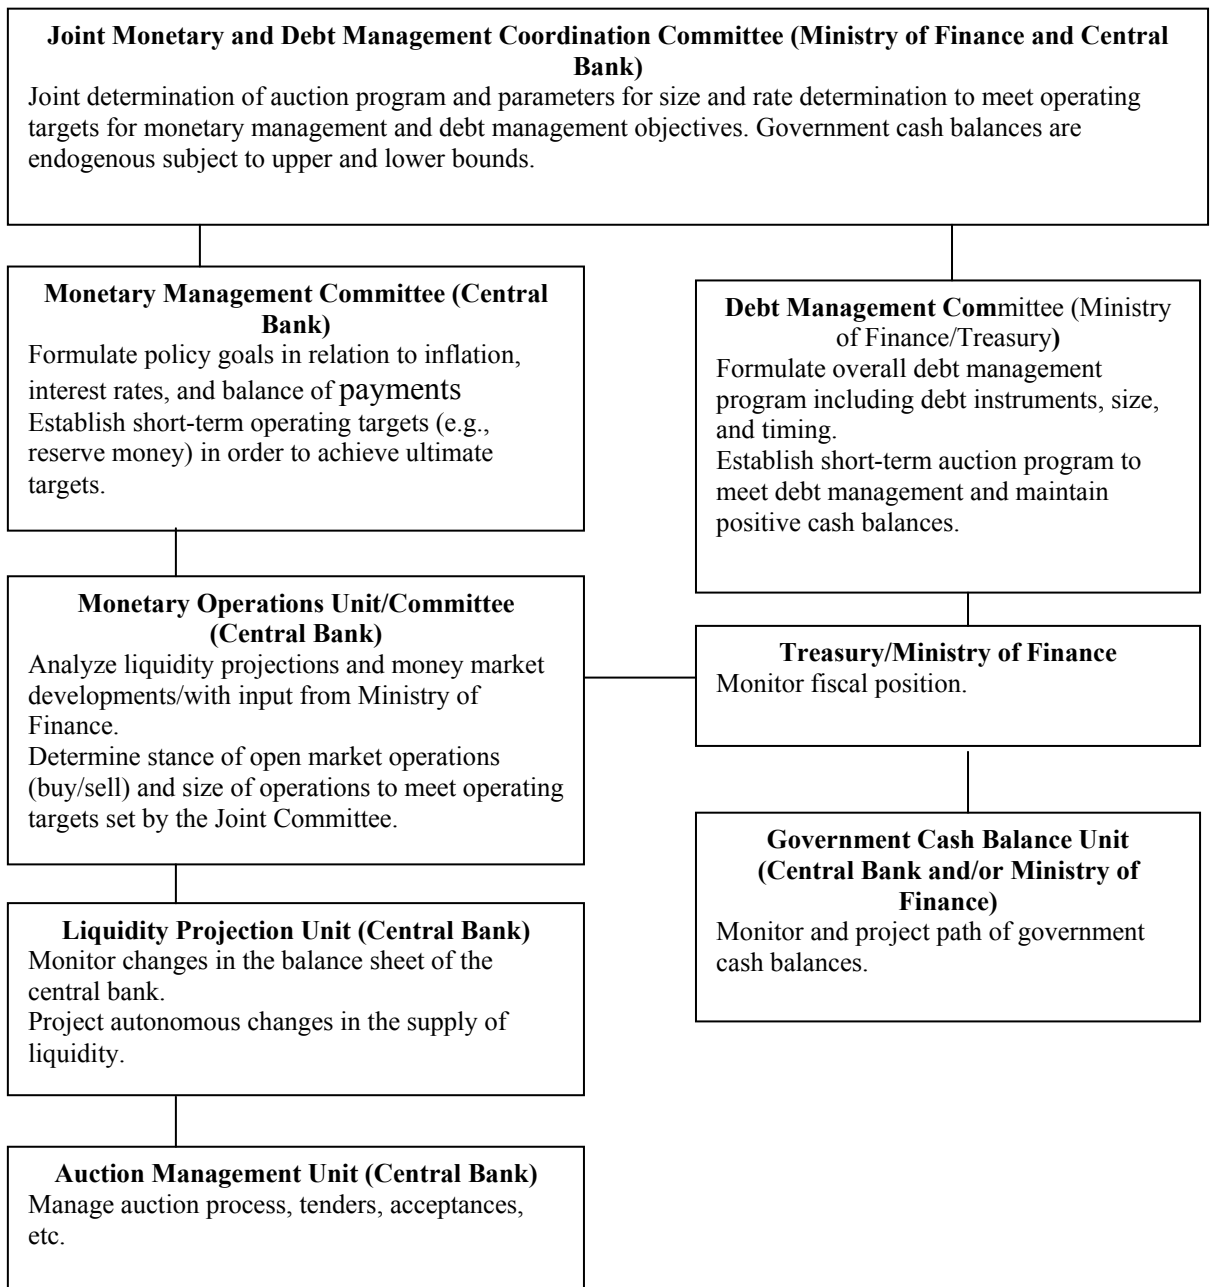 Joint Monetary and Debt Management Coordination Committee (Ministry of Finance and Central
Bank)
Joint determination of auction program and parameters for size and rate determination to meet operating
targets for monetary management and debt management objectives. Government cash balances are
endogenous subject to upper and lower bounds.
Monetary Management Committee (Central
Bank)
Formulate policy goals in relation to inflation,
interest rates, and balance of payments
Establish short-term operating targets (e.g.,
reserve money) in order to achieve ultimate
targets.
Debt Management Committee (Ministry
of Finance/Treasury)
Formulate overall debt management
program including debt instruments, size,
and timing.
Establish short-term auction program to
meet debt management and maintain
positive cash balances.
Monetary Operations Unit/Committee
(Central Bank)
Analyze liquidity projections and money market
developments/with input from Ministry of
Finance.
Determine stance of open market operations
(buy/sell) and size of operations to meet operating
targets set by the Joint Committee.
Treasury/Ministry of Finance
Monitor fiscal position.
Government Cash Balance Unit
(Central Bank and/or Ministry of
Finance)
Monitor and project path of government
cash balances.
Liquidity Projection Unit (Central Bank)
Monitor changes in the balance sheet of the
central bank.
Project autonomous changes in the supply of
liquidity.
Auction Management Unit (Central Bank)
Manage auction process, tenders, acceptances,
etc.